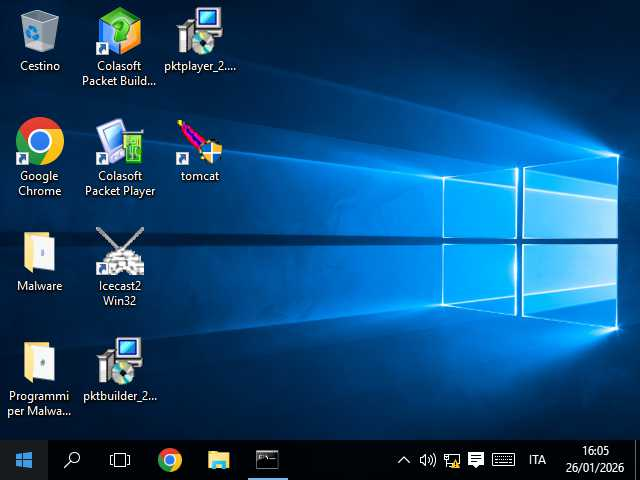 Cestino
Colasoft
Packet Build...
pktplayer_2....
Google
Chrome
Colasoft
Packet Player
tomcat
Malware
Icecast2
Win32
Programmi
per Malwa...
pktbuilder_2...
ITA
16:05
26/01/2026